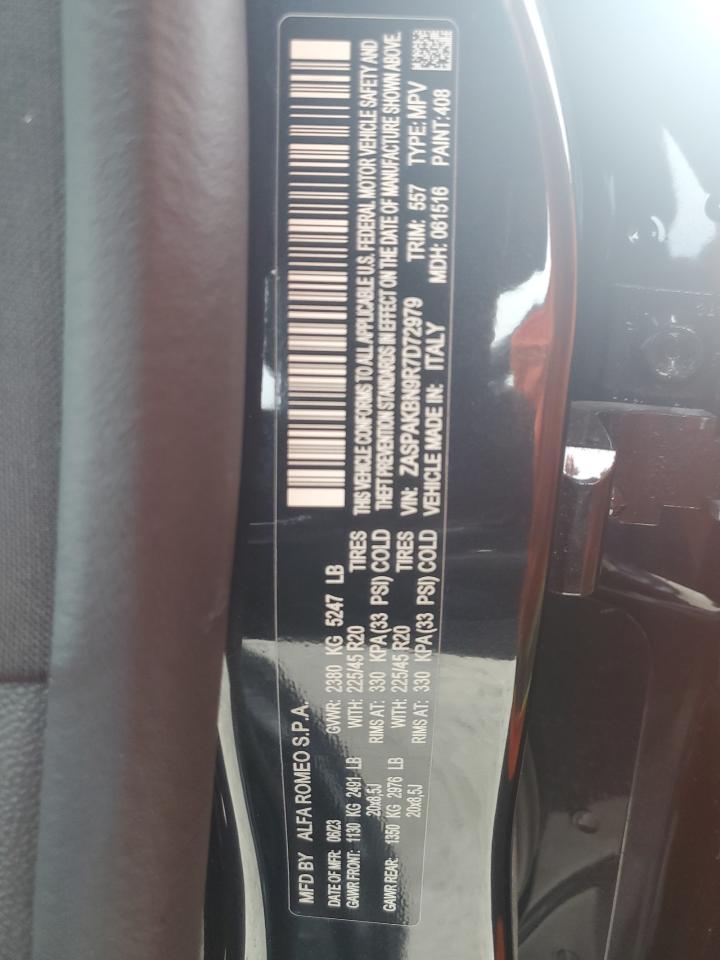 MFD BY ALFA ROMEO S.P.A.
DATE OF MFR: 06/23 GVWR: 2380 KG 5247 LB
GAWR FRONT: 1130 KG 2491 LB WITH: 225/45 R20 TIRES
20x8,5J RIMS AT: 330 KPA(33 PSI) COLD
GAWR REAR: 1350 KG 2976 LB WITH: 225/45 R20 TIRES
20x8,5J RIMS AT: 330 KPA(33 PSI) COLD
THIS VEHICLE CONFORMS TO ALL APPLICABLE U.S. FEDERAL MOTOR VEHICLE SAFETY AND
THEFT PREVENTION STANDARDS IN EFFECT ON THE DATE OF MANUFACTURE SHOWN ABOVE.
VIN: ZASPAKBN9R7D72979 TRIM: 557 TYPE: MPV
VEHICLE MADE IN: ITALY MDH: 061516 PAINT: 408